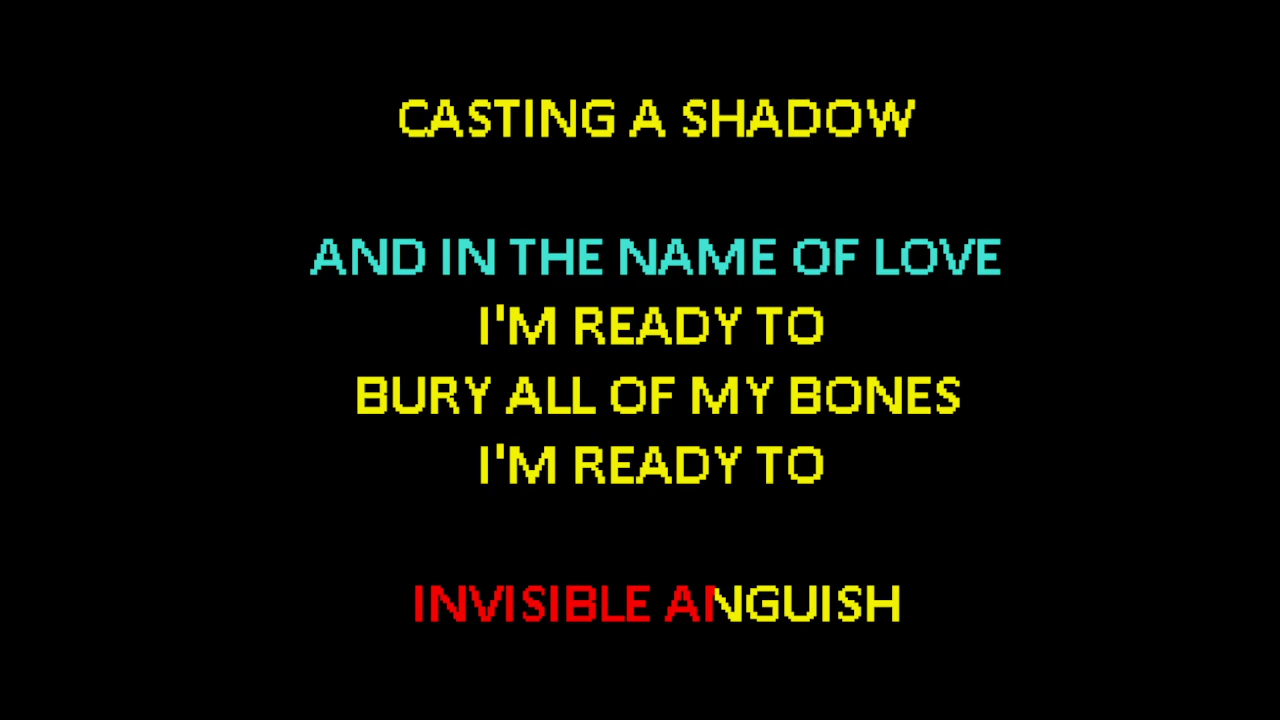 CASTING A SHADOW
AND IN THE NAME OF LOVE
I'M READY TO
BURY ALL OF MY BONES
I'M READY TO
INVISIBLE ANGUISH